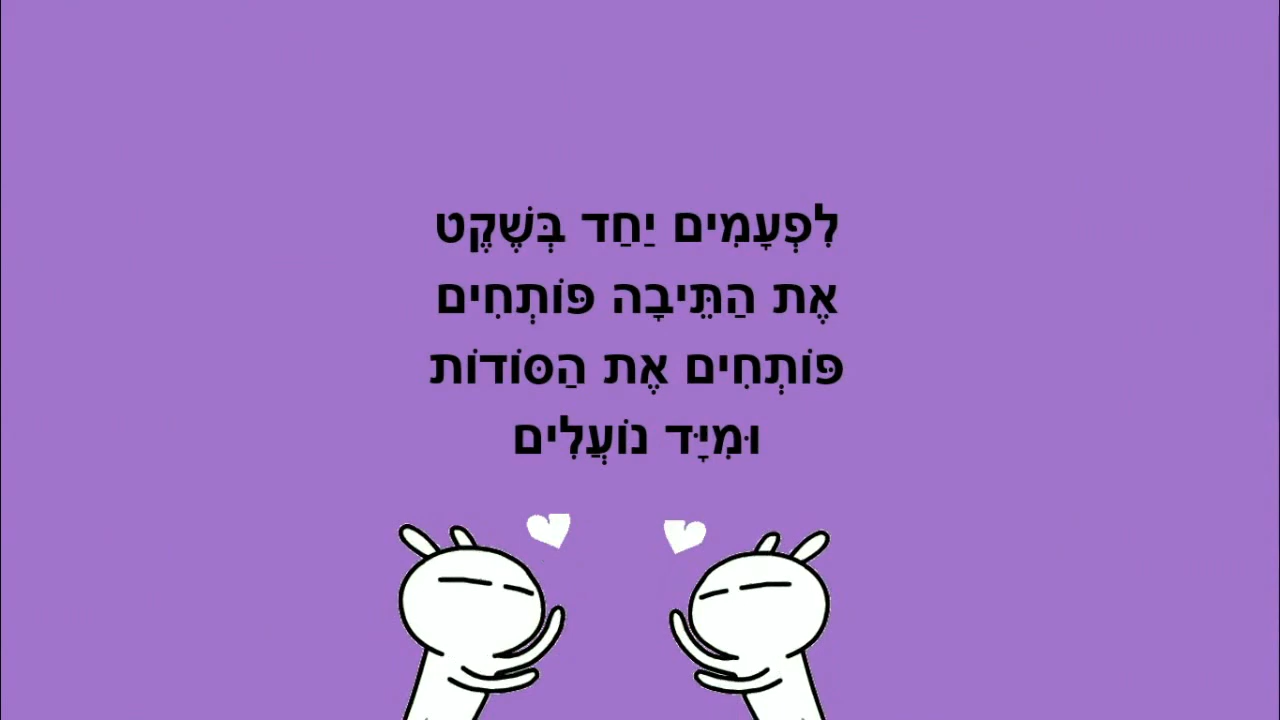 לִפְעָמִים יַחַד בְּשֶׁקֶט
אֶת הַתֵּיבָה פּוֹתְחִים
פּוֹתְחִים אֶת הַסּוֹדוֹת
וּמִיָּד נוֹעֲלִים